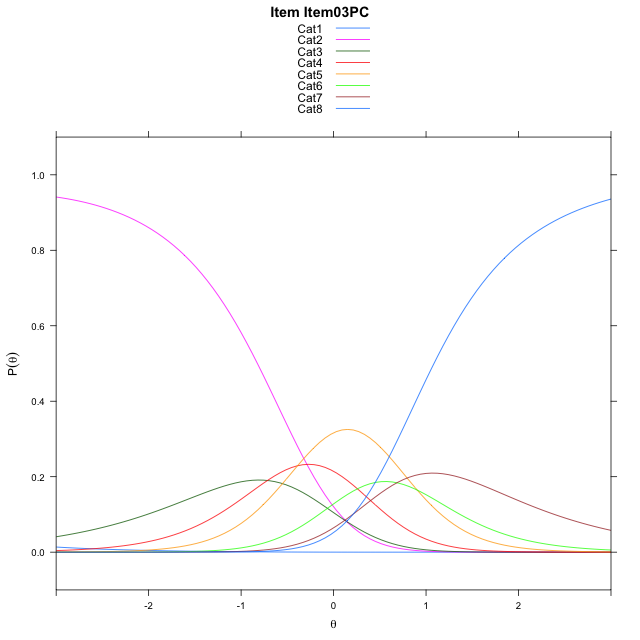 Item Item03PC
Cat1
Cat2
Cat3
Cat4
Cat5
Cat6
Cat7
Cat8
1.0
0.8
0.6
0.4
0.2
0.0
P(θ)
-2 -1 0 1 2
θ